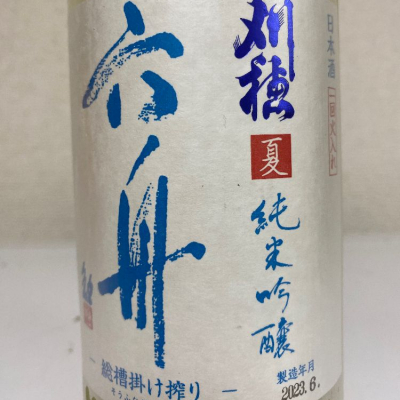 日本酒
一回火入れ
刈穂
夏
純米吟醸
六舟
総槽掛け搾り
製造年月
2023.6.